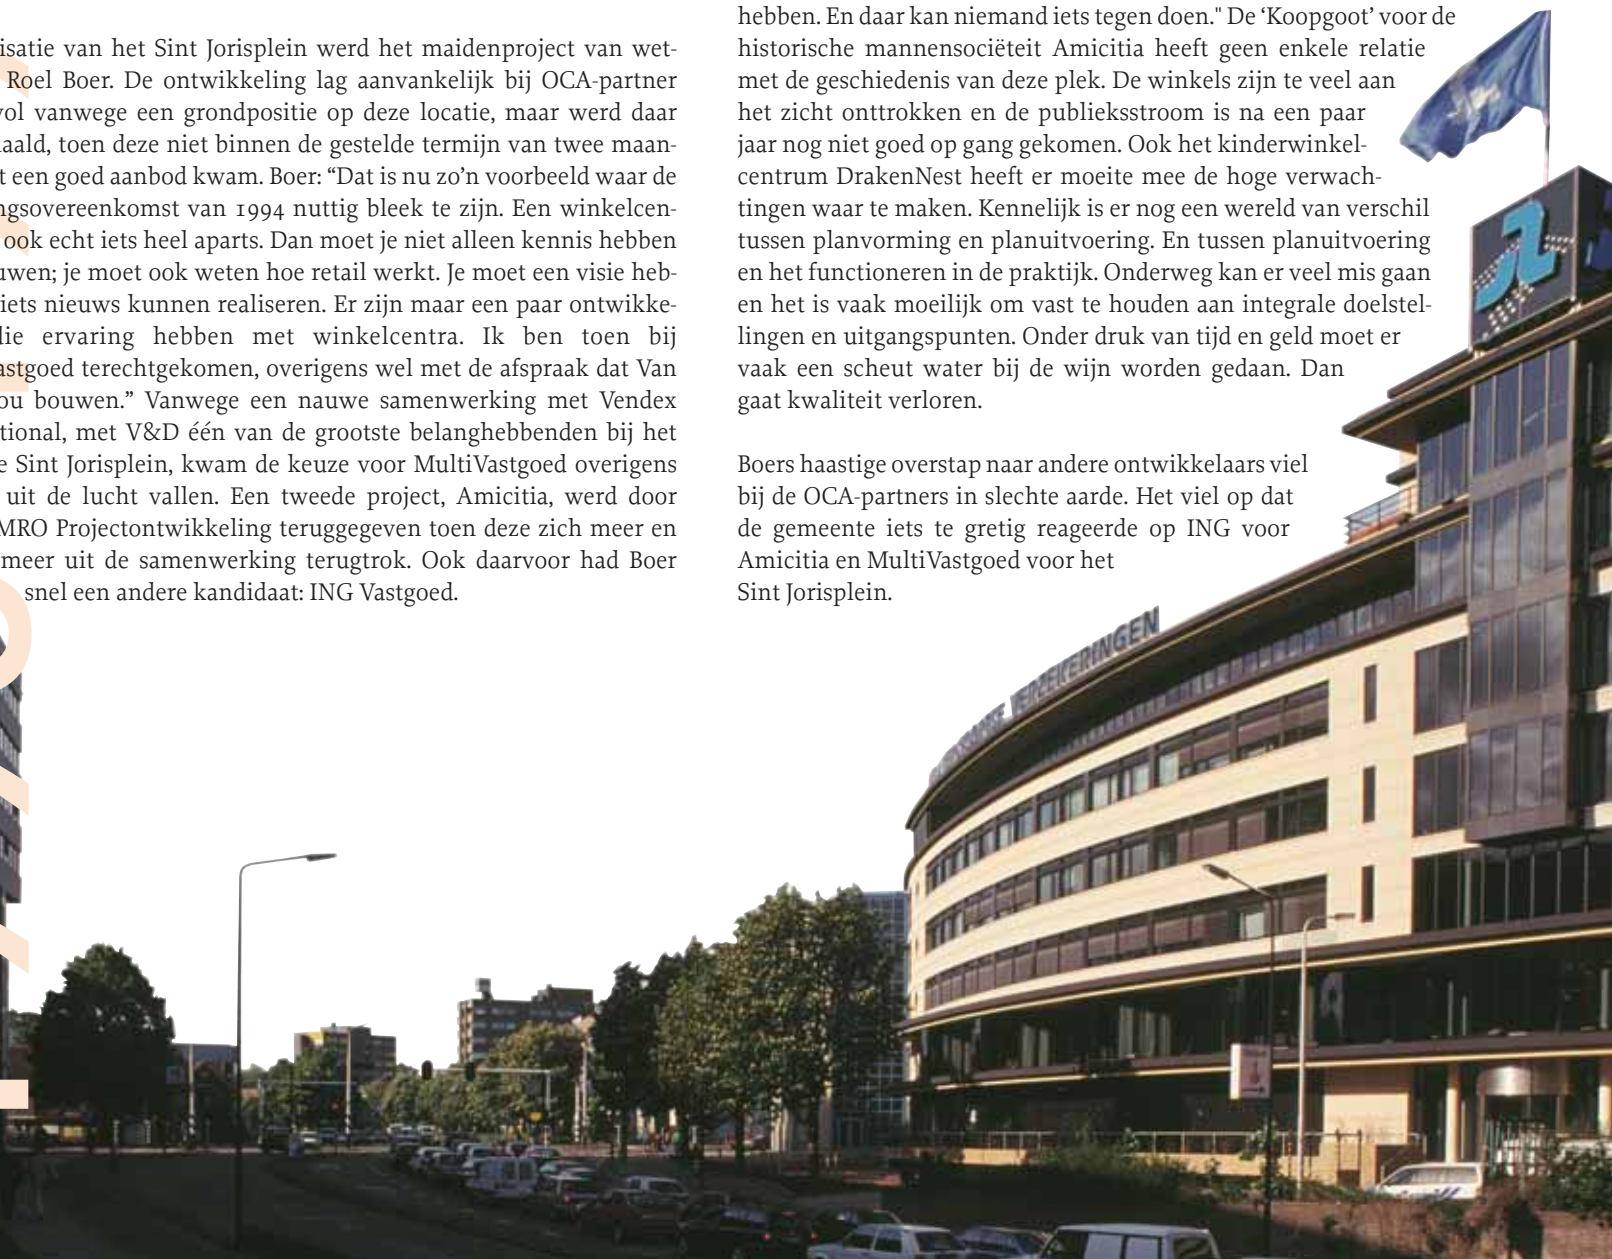 isatie van het Sint Jorisplein werd het maidenproject van wet-
Roel Boer. De ontwikkeling lag aanvankelijk bij OCA-partner
vol vanwege een grondpositie op deze locatie, maar werd daar
aald, toen deze niet binnen de gestelde termijn van twee maan-
t een goed aanbod kwam. Boer: “Dat is nu zo’n voorbeeld waar de
ngsovereenkomst van 1994 nuttig bleek te zijn. Een winkelcen-
ook echt iets heel aparts. Dan moet je niet alleen kennis hebben
uwen; je moet ook weten hoe retail werkt. Je moet een visie heb-
iets nieuws kunnen realiseren. Er zijn maar een paar ontwikke-
die ervaring hebben met winkelcentra. Ik ben toen bij
astgoed terechtgekomen, overigens wel met de afspraak dat Van
ou bouwen.” Vanwege een nauwe samenwerking met Vendex
tional, met V&D één van de grootste belanghebbenden bij het
e Sint Jorisplein, kwam de keuze voor MultiVastgoed overigens
uit de lucht vallen. Een tweede project, Amicitia, werd door
MRO Projectontwikkeling teruggegeven toen deze zich meer en
meer uit de samenwerking terugtrok. Ook daarvoor had Boer
snel een andere kandidaat: ING Vastgoed.
hebben. En daar kan niemand iets tegen doen." De ‘Koopgoot’ voor de
historische mannensociëteit Amicitia heeft geen enkele relatie
met de geschiedenis van deze plek. De winkels zijn te veel aan
het zicht onttrokken en de publieksstroom is na een paar
jaar nog niet goed op gang gekomen. Ook het kinderwinkel-
centrum DrakenNest heeft er moeite mee de hoge verwach-
tingen waar te maken. Kennelijk is er nog een wereld van verschil
tussen planvorming en planuitvoering. En tussen planuitvoering
en het functioneren in de praktijk. Onderweg kan er veel mis gaan
en het is vaak moeilijk om vast te houden aan integrale doelstel-
lingen en uitgangspunten. Onder druk van tijd en geld moet er
vaak een scheut water bij de wijn worden gedaan. Dan
gaat kwaliteit verloren.
Boers haastige overstap naar andere ontwikkelaars viel
bij de OCA-partners in slechte aarde. Het viel op dat
de gemeente iets te gretig reageerde op ING voor
Amicitia en MultiVastgoed voor het
Sint Jorisplein.
VERZEKERINGEN